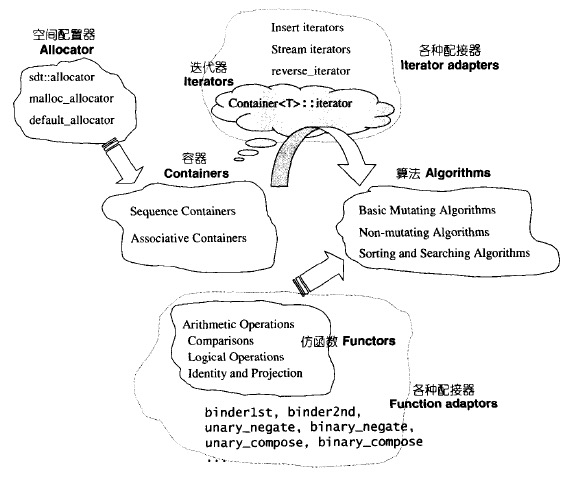 空间配置器
Allocator
sdt::allocator
malloc_allocator
default_allocator
迭代器
Iterators
Insert iterators
Stream iterators
reverse_iterator
Container<T>::iterator
各种配接器
Iterator adapters
容器
Containers
Sequence Containers
Associative Containers
算法 Algorithms
Basic Mutating Algorithms
Non-mutating Algorithms
Sorting and Searching Algorithms
Arithmetic Operations
Comparisons
Logical Operations
Identity and Projection
仿函数 Functors
各种配接器
Function adaptors
binder1st, binder2nd,
unary_negate, binary_negate,
unary_compose, binary_compose
...